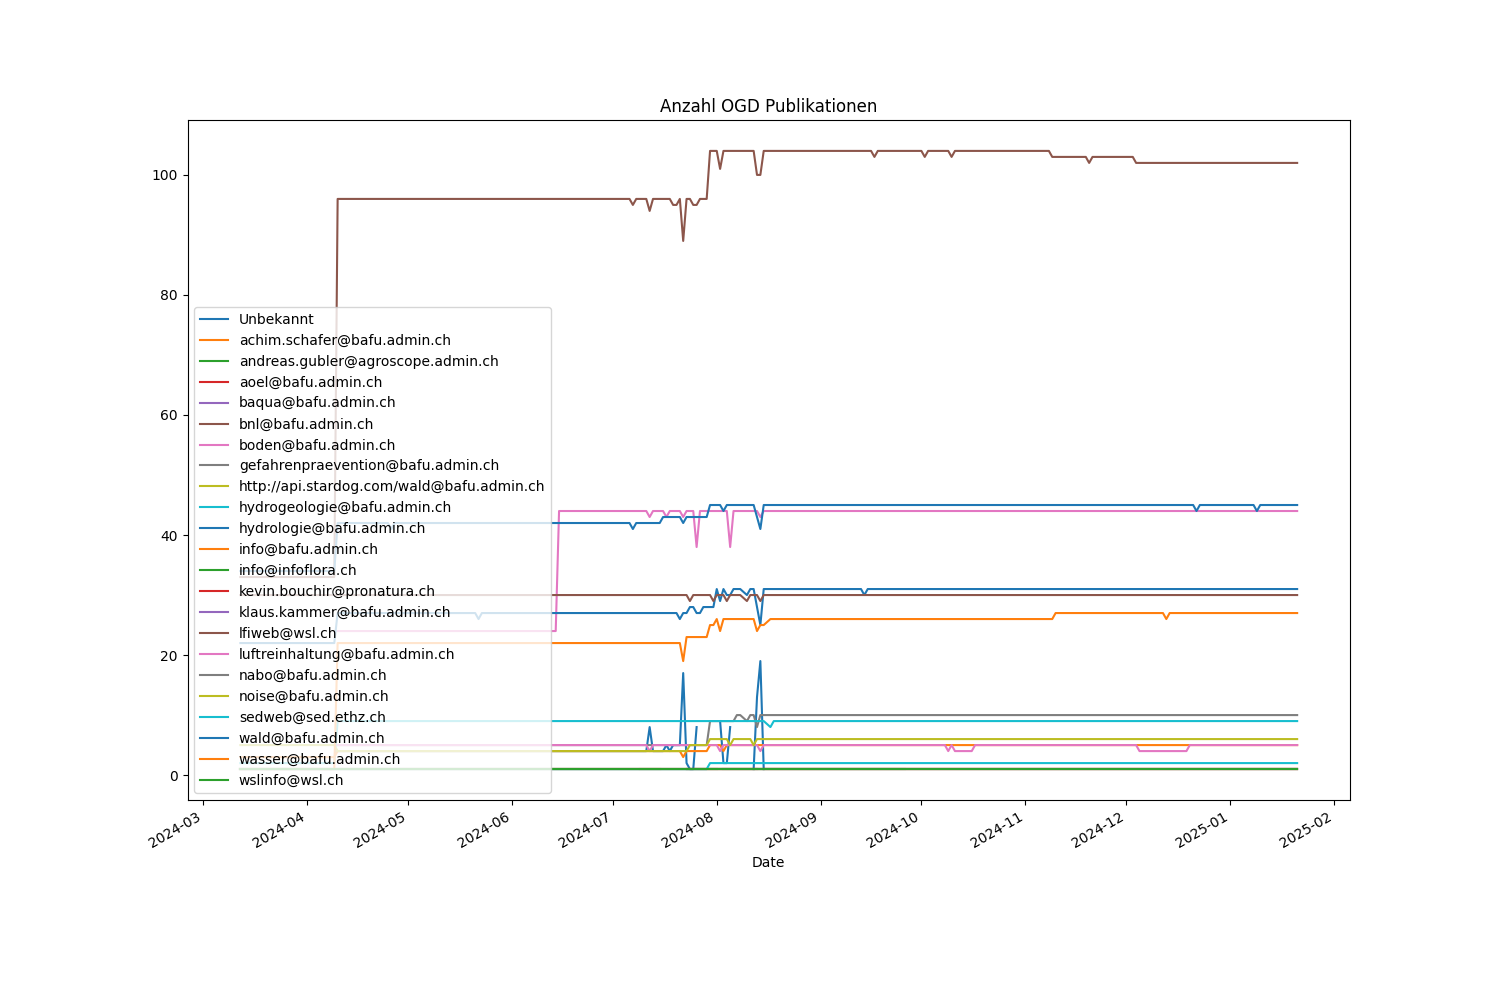 Anzahl OGD Publikationen
100
80
60
40
20
0
Unbekannt
achim.schafer@bafu.admin.ch
andreas.gubler@agroscope.admin.ch
aoel@bafu.admin.ch
baqua@bafu.admin.ch
bnl@bafu.admin.ch
boden@bafu.admin.ch
gefahrenpraevention@bafu.admin.ch
http://api.stardog.com/wald@bafu.admin.ch
hydrogeologie@bafu.admin.ch
hydrologie@bafu.admin.ch
info@bafu.admin.ch
info@infoflora.ch
kevin.bouchir@pronatura.ch
klaus.kammer@bafu.admin.ch
lfiweb@wsl.ch
luftreinhaltung@bafu.admin.ch
nabo@bafu.admin.ch
noise@bafu.admin.ch
sedweb@sed.ethz.ch
wald@bafu.admin.ch
wasser@bafu.admin.ch
wslinfo@wsl.ch
2024-03
2024-04
2024-05
2024-06
2024-07
2024-08
2024-09
2024-10
2024-11
2024-12
2025-01
2025-02
Date